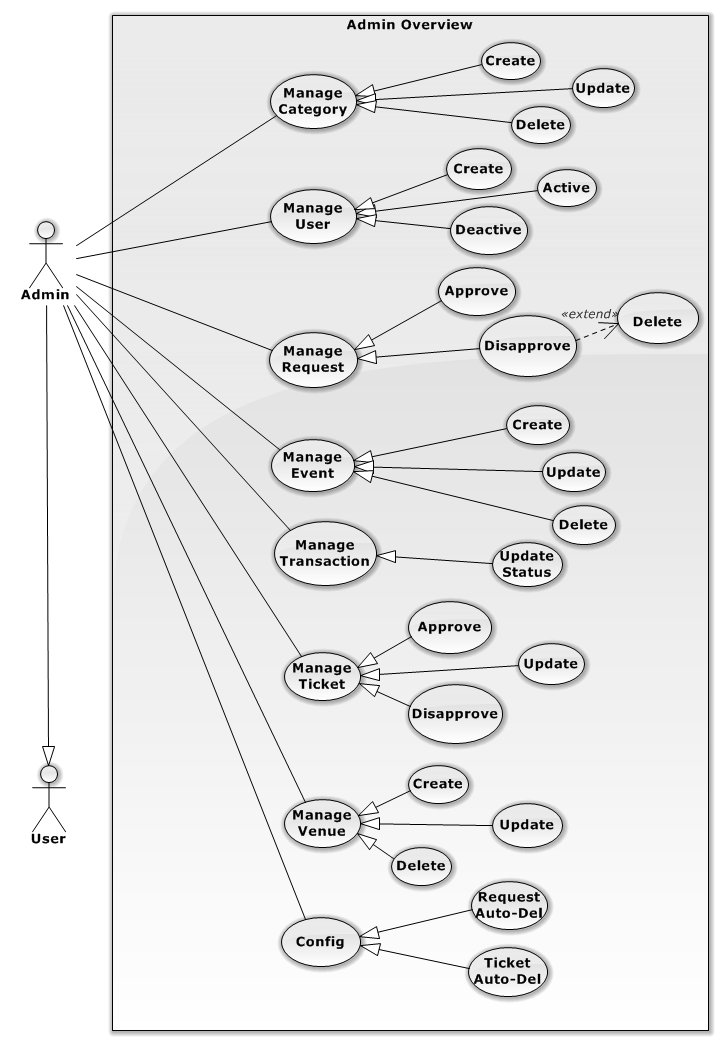 Admin Overview
Create
Manage
Category
Update
Delete
Create
Manage
User
Active
Deactive
Admin
Approve
«extend»
Delete
Manage
Request
Disapprove
Create
Manage
Event
Update
Delete
Manage
Transaction
Update
Status
Approve
Manage
Ticket
Update
Disapprove
Create
Manage
Venue
Update
Delete
User
Request
Auto-Del
Config
Ticket
Auto-Del